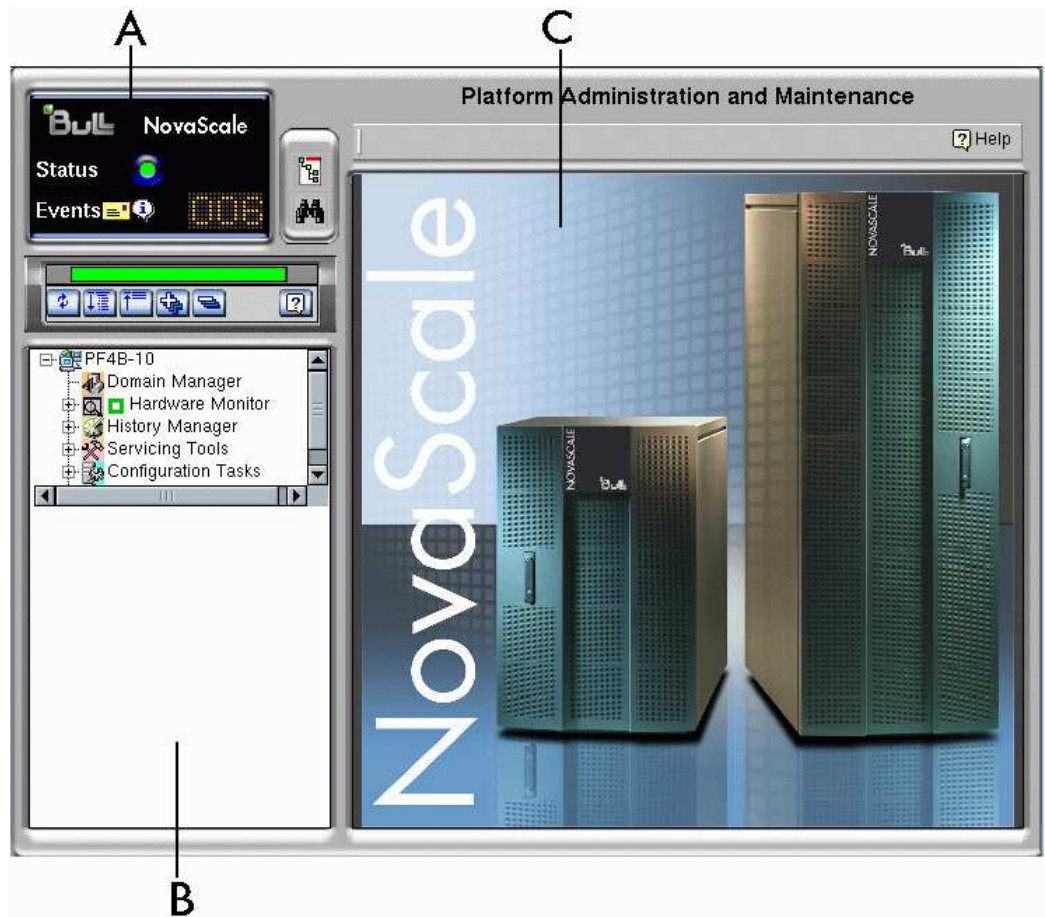 A
C
Platform Administration and Maintenance
Bull NovaScale
Status
Events 006
Help
PF4B-10
Domain Manager
Hardware Monitor
History Manager
Servicing Tools
Configuration Tasks
NovaScale
NOVASCALE
Bull
NOVASCALE
Bull
B